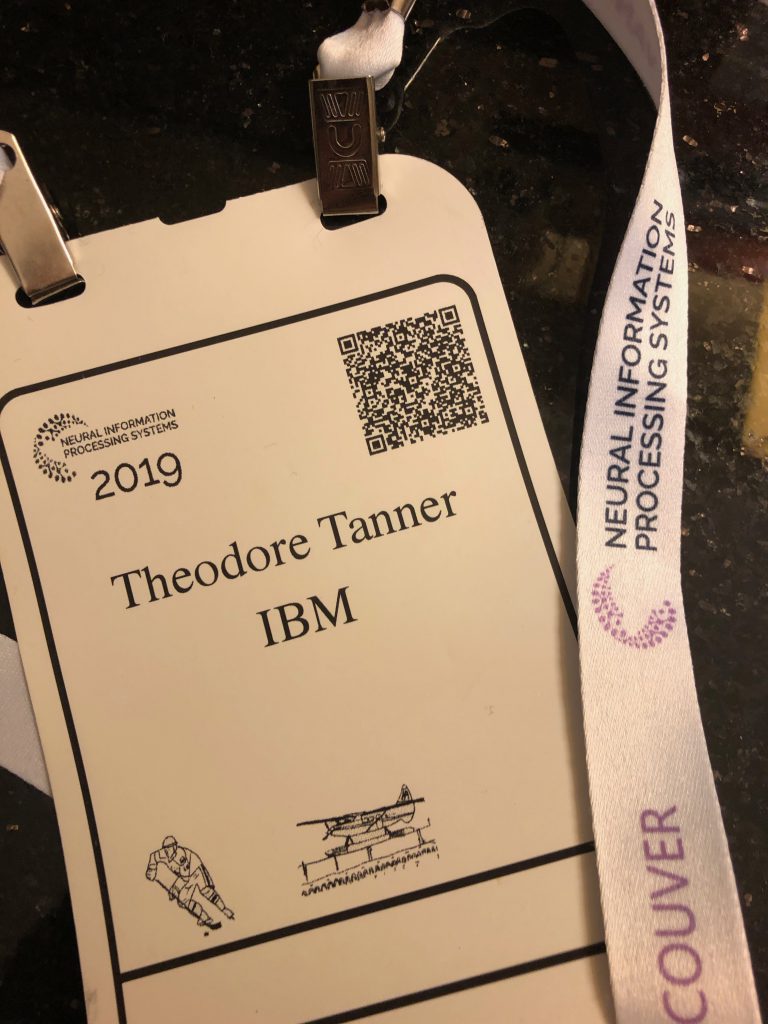 NEURAL INFORMATION
PROCESSING SYSTEMS
2019
Theodore Tanner
IBM
NEURAL INFORMATION
PROCESSING SYSTEMS
COUVER